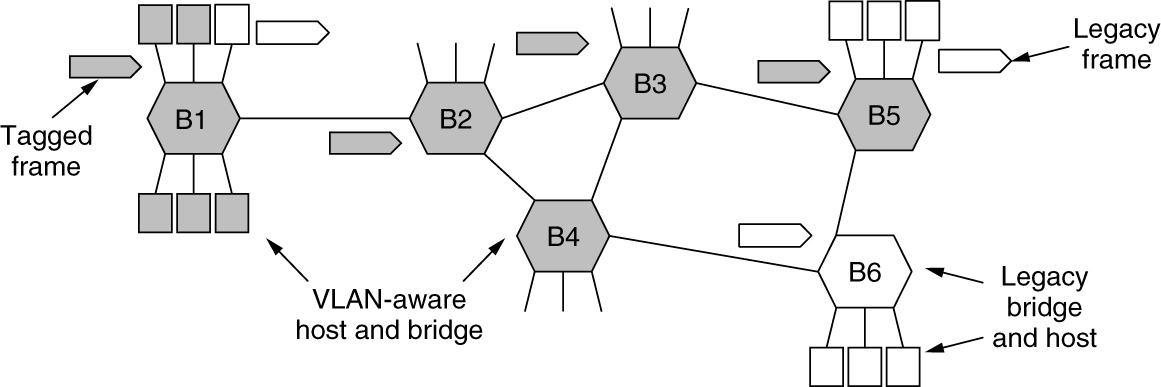 Legacy
frame
B3
B1
B2
B5
Tagged
frame
B4
B6
VLAN-aware
host and bridge
Legacy
bridge
and host